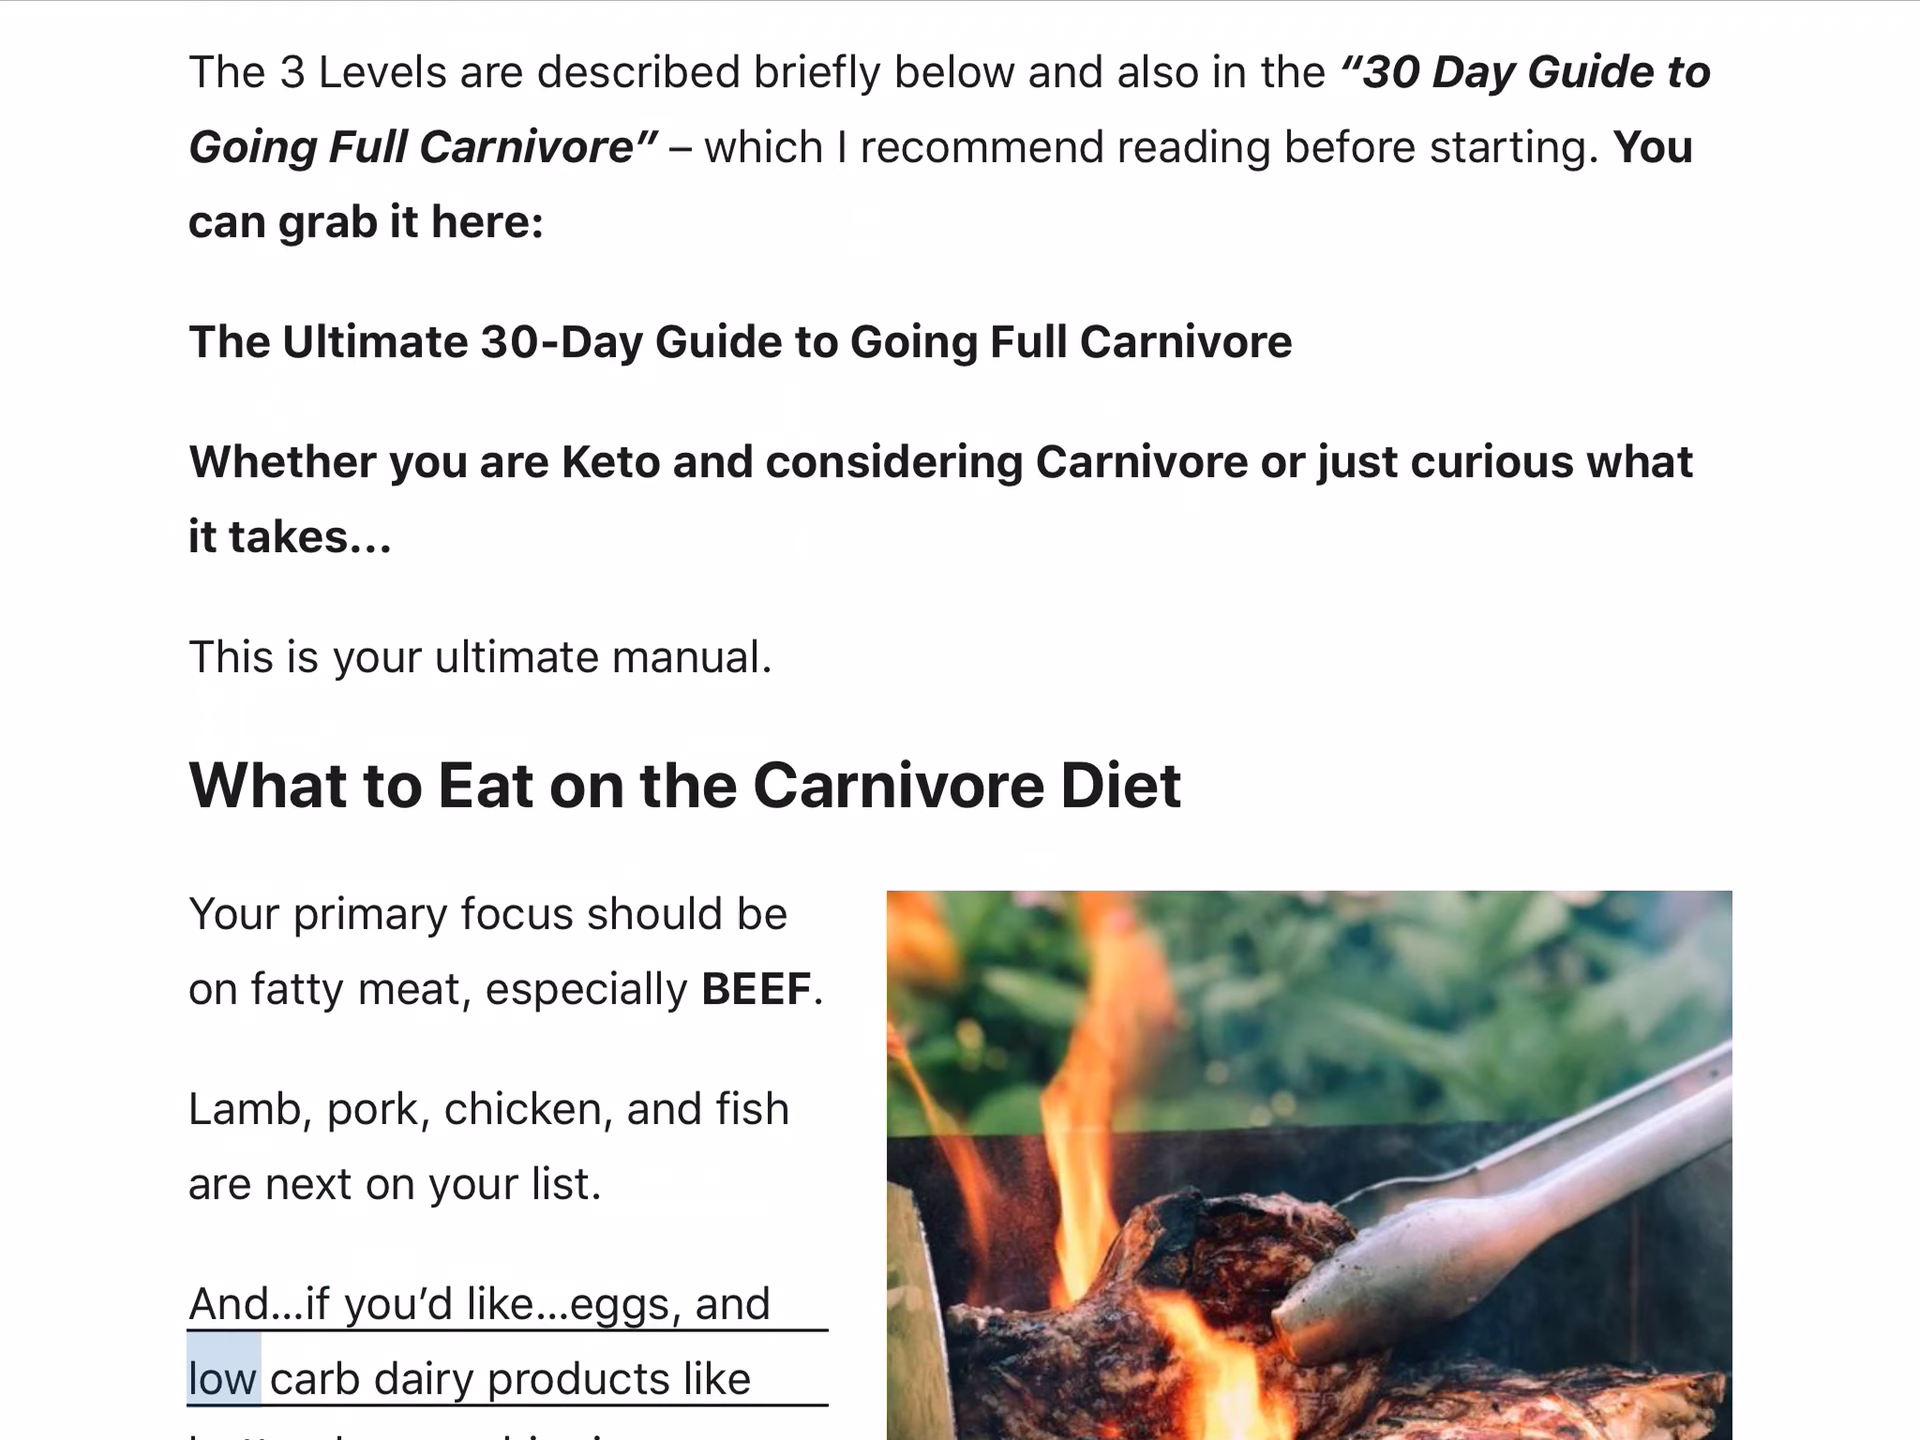 The 3 Levels are described briefly below and also in the “30 Day Guide to
Going Full Carnivore” – which I recommend reading before starting. You
can grab it here:
The Ultimate 30-Day Guide to Going Full Carnivore
Whether you are Keto and considering Carnivore or just curious what
it takes…
This is your ultimate manual.
What to Eat on the Carnivore Diet
Your primary focus should be
on fatty meat, especially BEEF.
Lamb, pork, chicken, and fish
are next on your list.
And…if you’d like…eggs, and
low carb dairy products like